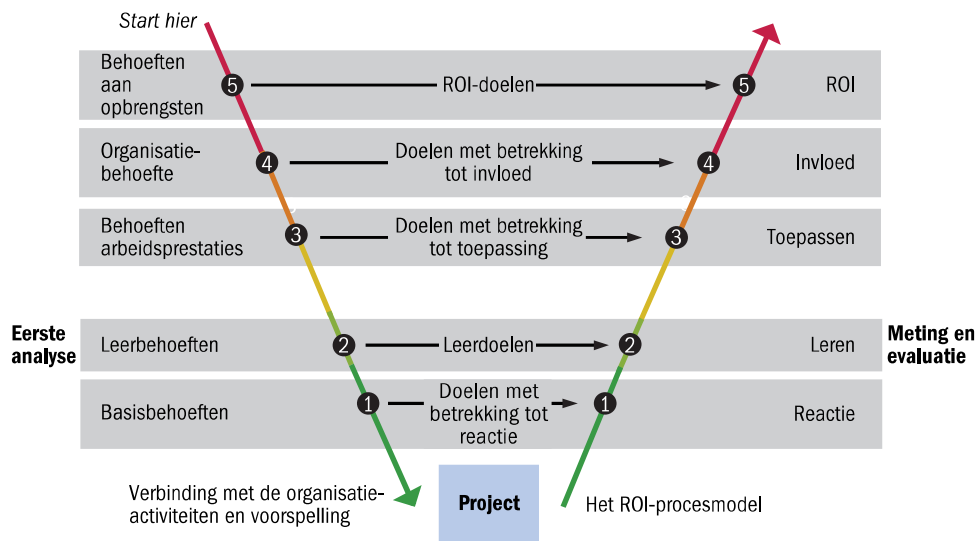 Start hier
Behoeften
aan
opbrengsten
5
ROI-doelen
5
ROI
Organisatie-
behoefte
4
Doelen met betrekking
tot invloed
4
Invloed
Behoeften
arbeidsprestaties
3
Doelen met betrekking
tot toepassing
3
Toepassen
Eerste
analyse
Leerbehoeften
2
Leerdoelen
2
Leren
Meting en
evaluatie
Basisbehoeften
1
Doelen met
betrekking tot
reactie
1
Reactie
Verbinding met de organisatie-
activiteiten en voorspelling
Project
Het ROI-procesmodel